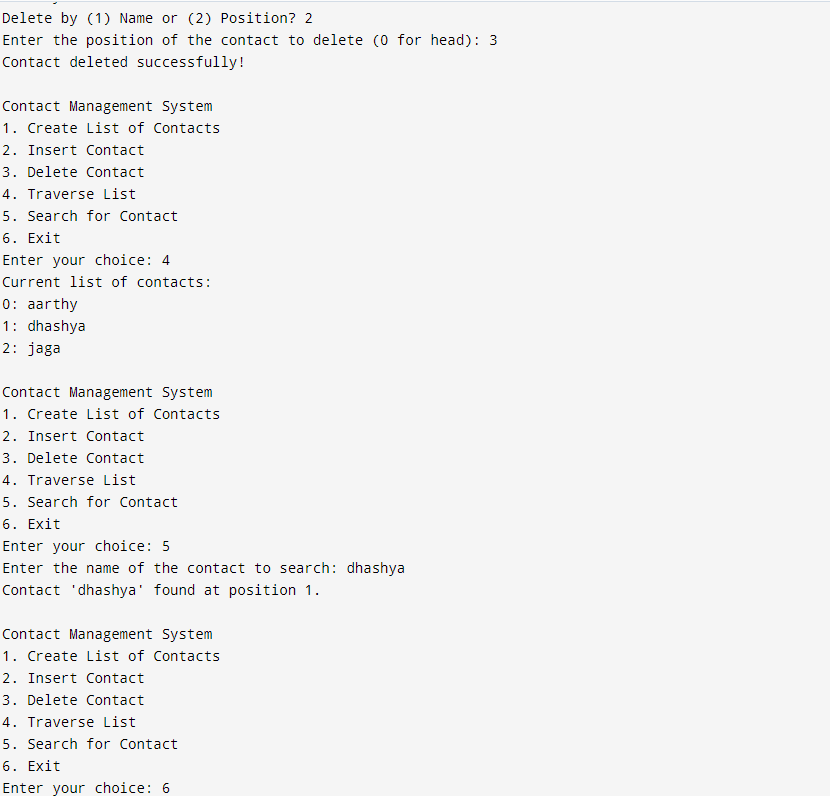 Delete by (1) Name or (2) Position? 2
Enter the position of the contact to delete (0 for head): 3
Contact deleted successfully!
Contact Management System
1. Create List of Contacts
2. Insert Contact
3. Delete Contact
4. Traverse List
5. Search for Contact
6. Exit
Enter your choice: 4
Current list of contacts:
0: aarthy
1: dhashya
2: jaga
Contact Management System
1. Create List of Contacts
2. Insert Contact
3. Delete Contact
4. Traverse List
5. Search for Contact
6. Exit
Enter your choice: 5
Enter the name of the contact to search: dhashya
Contact 'dhashya' found at position 1.
Contact Management System
1. Create List of Contacts
2. Insert Contact
3. Delete Contact
4. Traverse List
5. Search for Contact
6. Exit
Enter your choice: 6